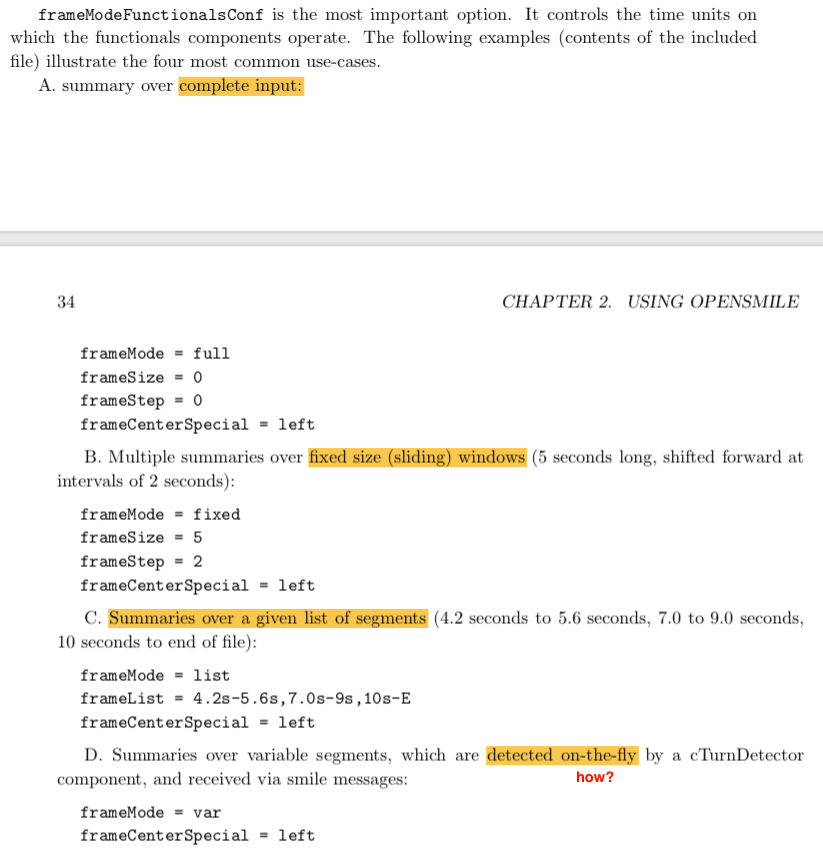 frameModeFunctionalsConf is the most important option. It controls the time units on
which the functionals components operate. The following examples (contents of the included
file) illustrate the four most common use-cases.
A. summary over complete input:
34 CHAPTER 2. USING OPENSMILE
frameMode = full
frameSize = 0
frameStep = 0
frameCenterSpecial = left
B. Multiple summaries over fixed size (sliding) windows (5 seconds long, shifted forward at
intervals of 2 seconds):
frameMode = fixed
frameSize = 5
frameStep = 2
frameCenterSpecial = left
C. Summaries over a given list of segments (4.2 seconds to 5.6 seconds, 7.0 to 9.0 seconds,
10 seconds to end of file):
frameMode = list
frameList = 4.2s-5.6s,7.0s-9s,10s-E
frameCenterSpecial = left
D. Summaries over variable segments, which are detected on-the-fly by a cTurnDetector
component, and received via smile messages:
how?
frameMode = var
frameCenterSpecial = left